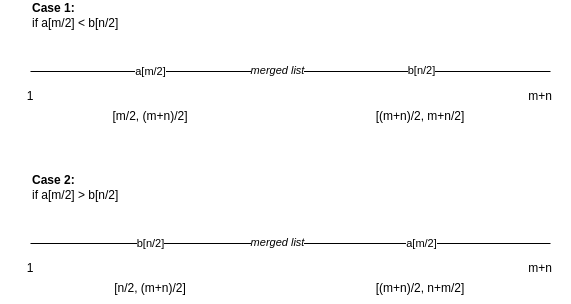 Case 1:
if a[m/2] < b[n/2]
a[m/2] merged list b[n/2]
1 m+n
[m/2, (m+n)/2] [(m+n)/2, m+n/2]
Case 2:
if a[m/2] > b[n/2]
b[n/2] merged list a[m/2]
1 m+n
[n/2, (m+n)/2] [(m+n)/2, n+m/2]